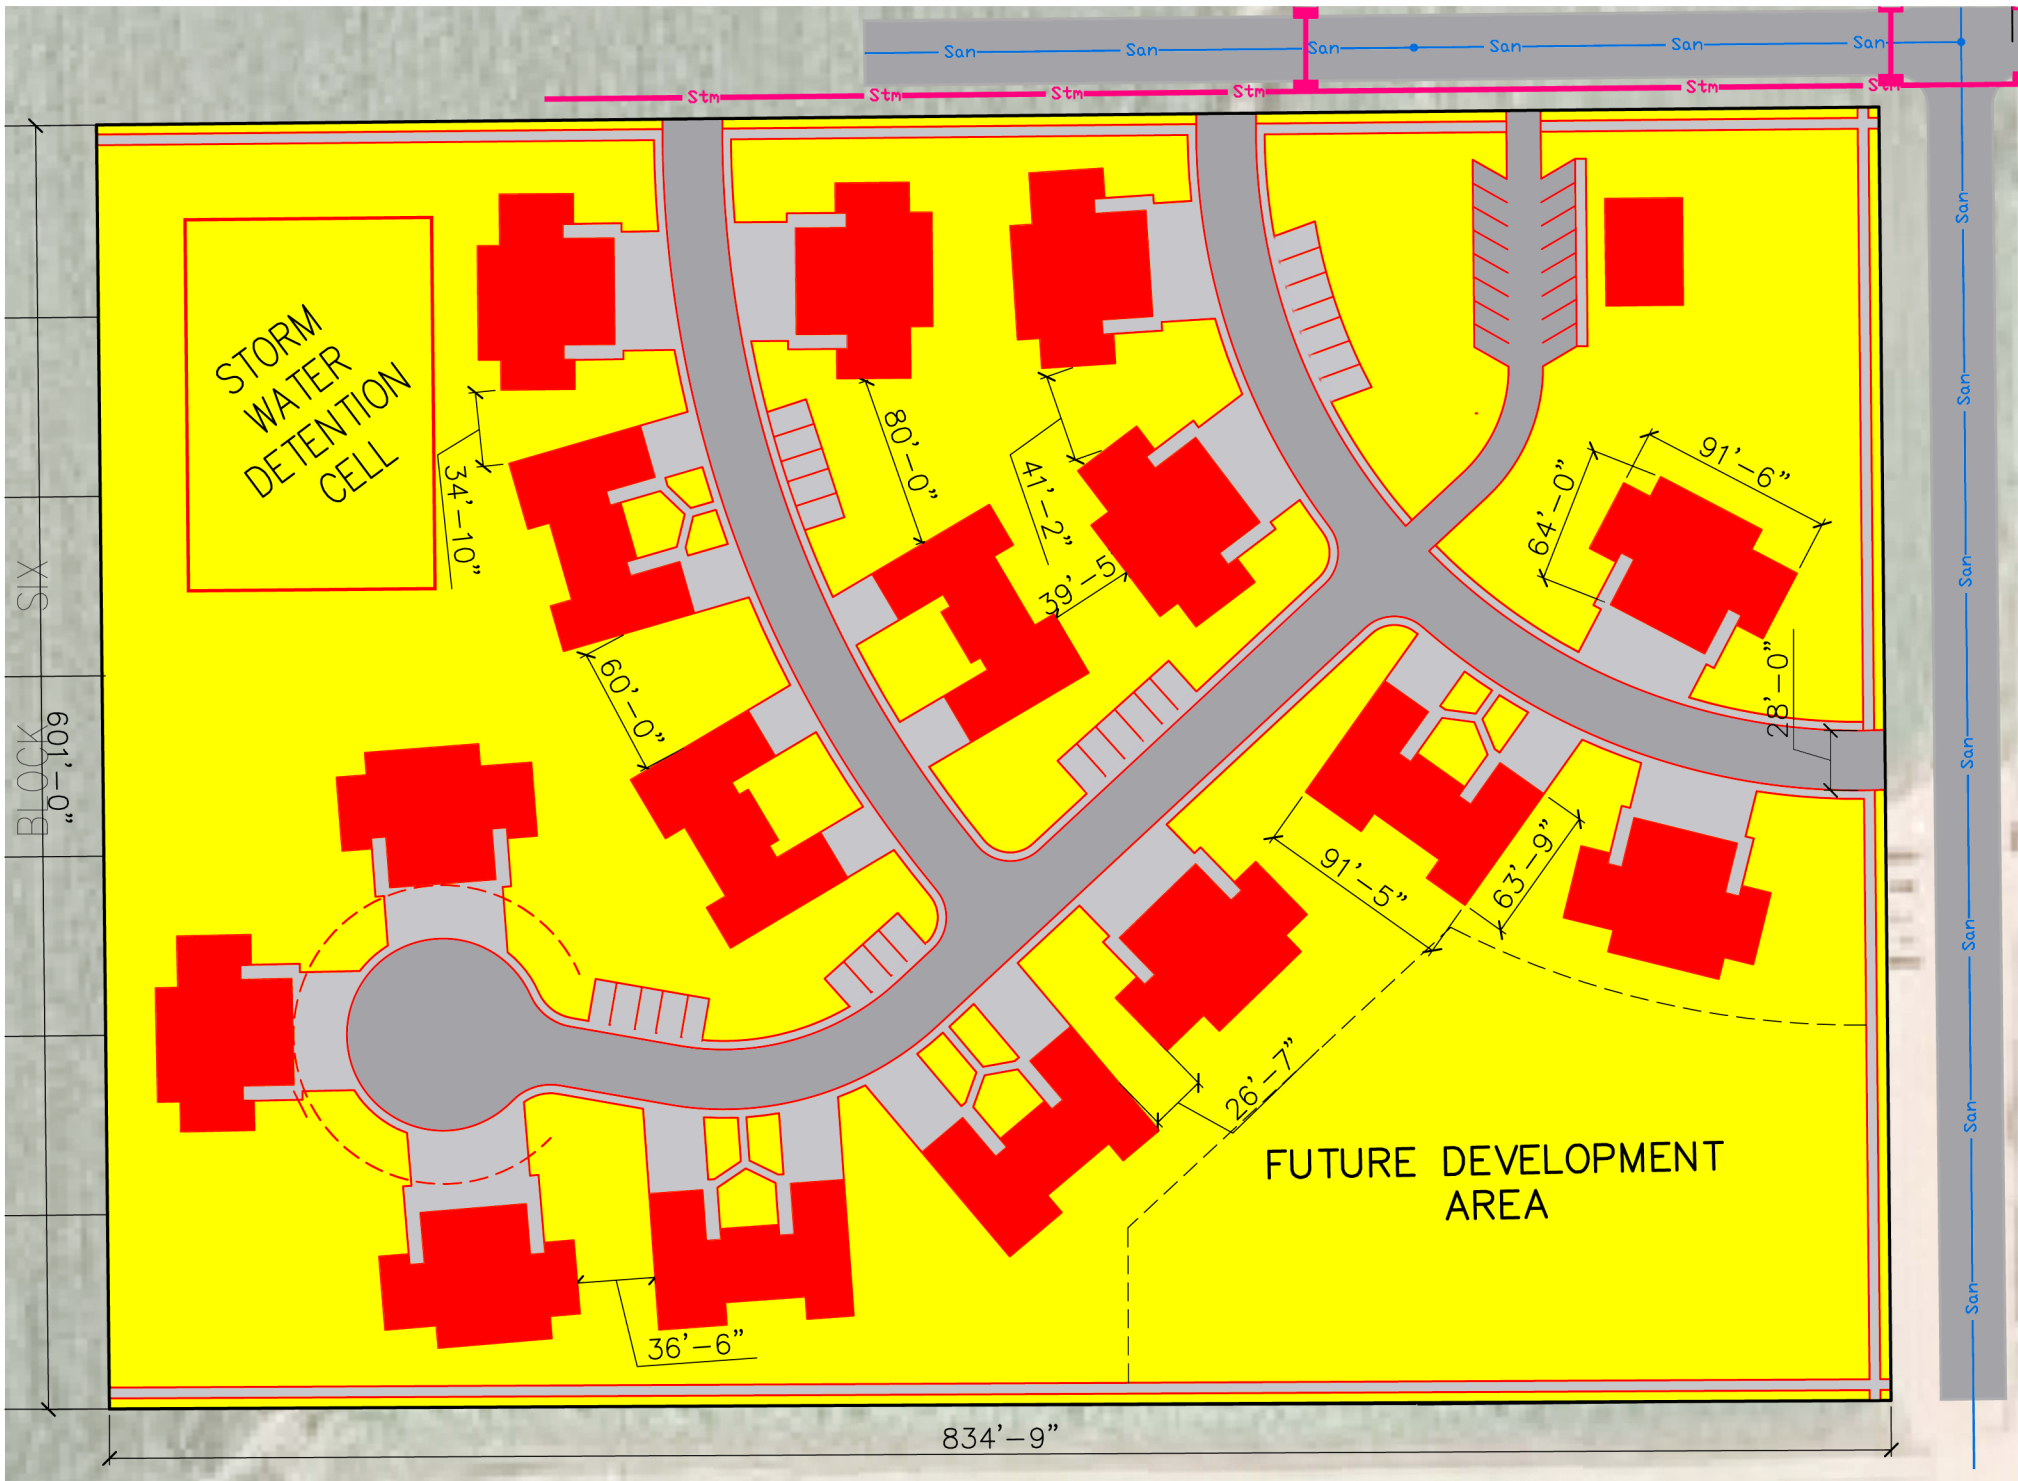 San San San San San San
Stm Stm Stm Stm Stm Stm
San
San
San
San
San
San
San
STORM
WATER
DETENTION
CELL
34'-10"
80'-0"
41'-2"
39'-5
91'-6"
64'-0"
28'-0"
60'-0"
BLOCK SIX
601'-0"
91'-5"
63'-9"
26'-7"
FUTURE DEVELOPMENT
AREA
36'-6"
834'-9"